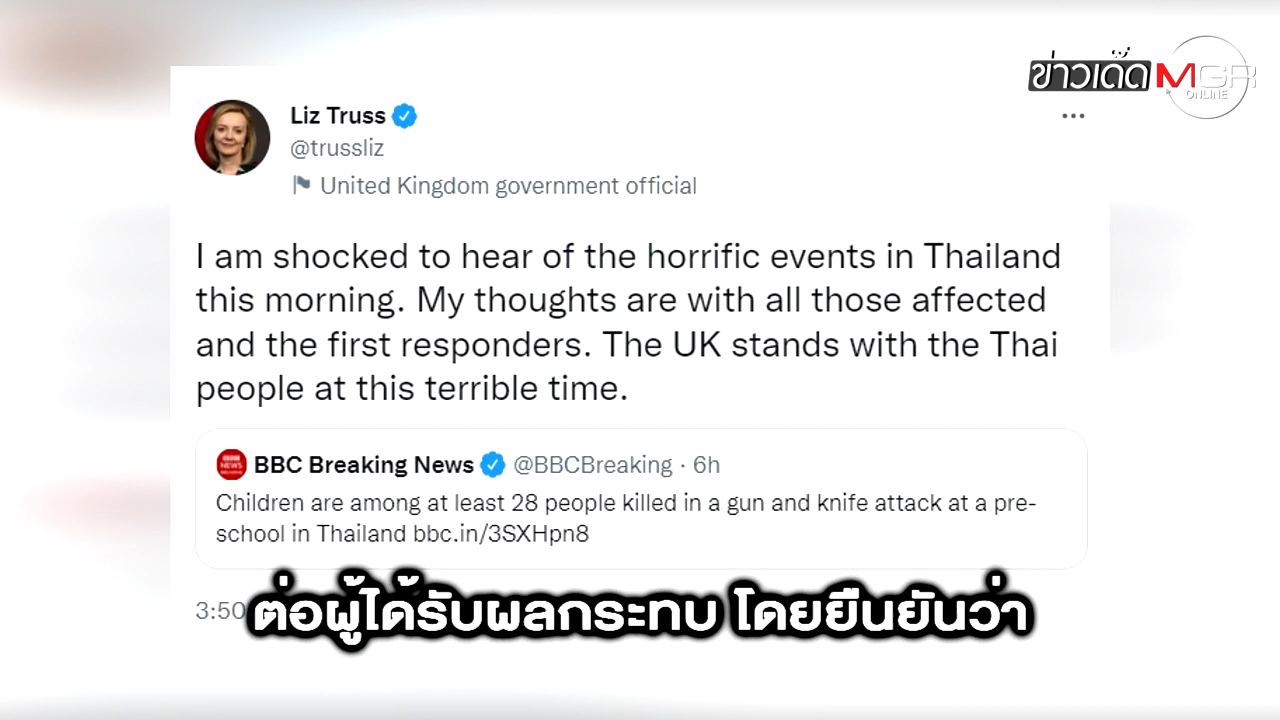 ข่าวเด็ด MGR
ONLINE
Liz Truss
@trussliz
United Kingdom government official
I am shocked to hear of the horrific events in Thailand
this morning. My thoughts are with all those affected
and the first responders. The UK stands with the Thai
people at this terrible time.
BBC Breaking News @BBCBreaking · 6h
Children are among at least 28 people killed in a gun and knife attack at a pre-
school in Thailand bbc.in/3SXHpn8
3:50
ต่อผู้ได้รับผลกระทบ โดยยืนยันว่า